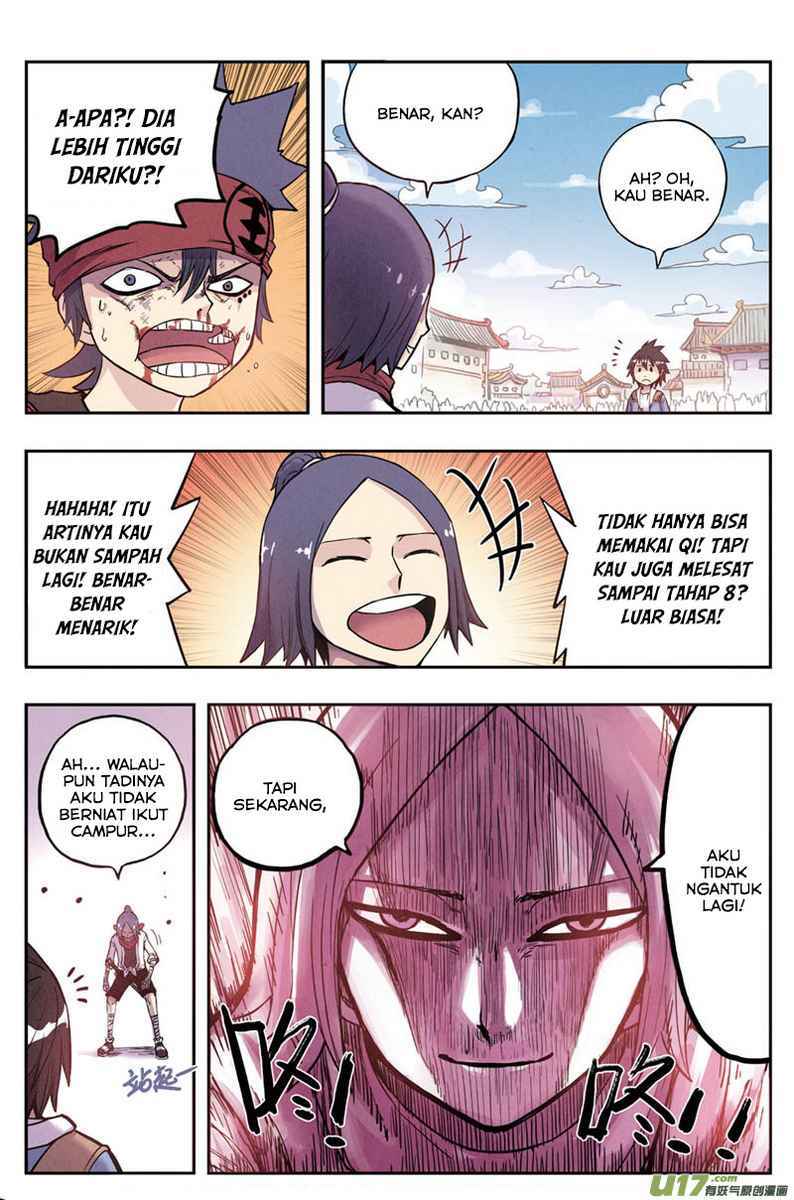 A-APA?! DIA
LEBIH TINGGI
DARIKU?!
BENAR, KAN?
AH? OH,
KAU BENAR.
HAHAHA! ITU
ARTINYA KAU
BUKAN SAMPAH
LAGI! BENAR-
BENAR
MENARIK!
TIDAK HANYA BISA
MEMAKAI QI! TAPI
KAU JUGA MELESAT
SAMPAI TAHAP 8?
LUAR BIASA!
AH... WALAU-
PUN TADINYA
AKU TIDAK
BERNIAT IKUT
CAMPUR...
站起一
TAPI
SEKARANG,
AKU
TIDAK
NGANTUK
LAGI!
咚!
咚!!
U17.com
有妖气原创漫画